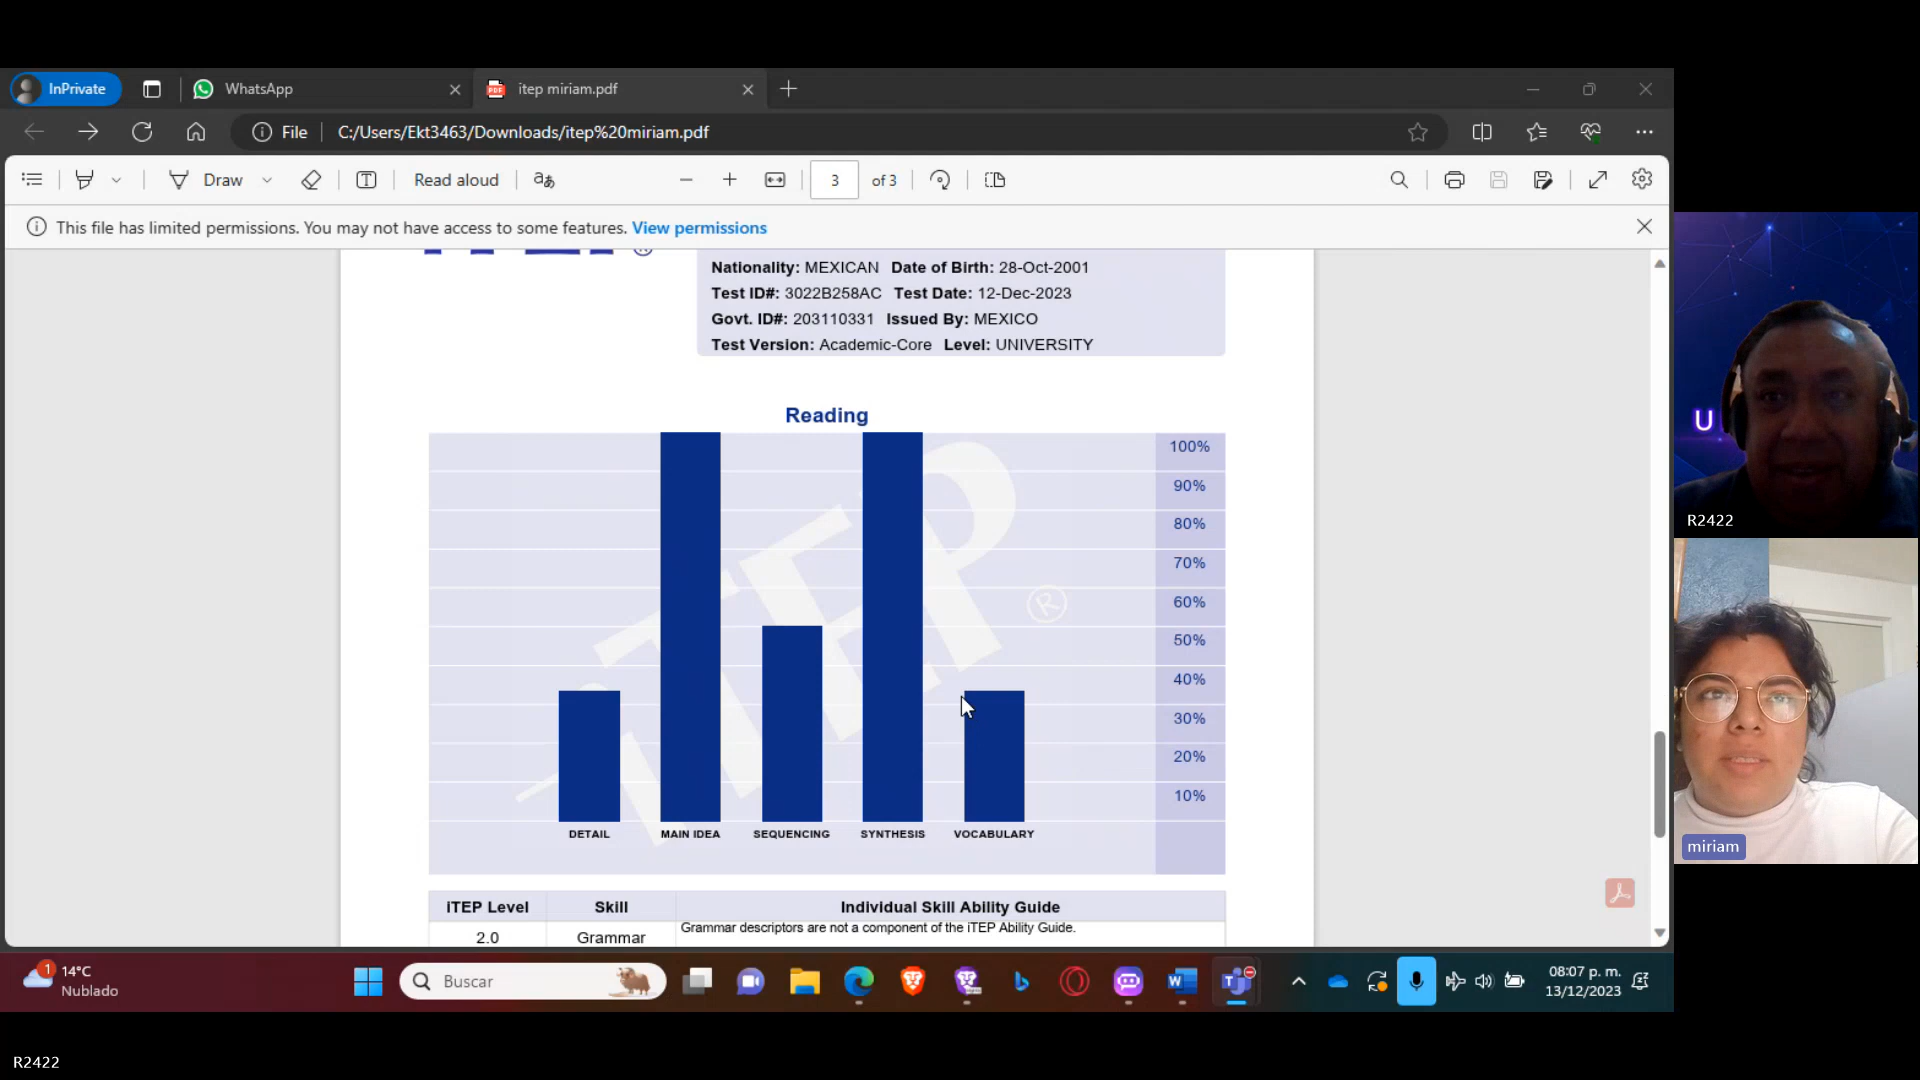 InPrivate
WhatsApp
itep miriam.pdf
File
C:/Users/Ekt3463/Downloads/itep%20miriam.pdf
Draw
Read aloud
3 of 3
This file has limited permissions. You may not have access to some features. View permissions
Nationality: MEXICAN Date of Birth: 28-Oct-2001
Test ID#: 3022B258AC Test Date: 12-Dec-2023
Govt. ID#: 203110331 Issued By: MEXICO
Test Version: Academic-Core Level: UNIVERSITY
Reading
iTEP ®
100%
90%
80%
70%
60%
50%
40%
30%
20%
10%
DETAIL MAIN IDEA SEQUENCING SYNTHESIS VOCABULARY
iTEP Level Skill Individual Skill Ability Guide
2.0 Grammar Grammar descriptors are not a component of the iTEP Ability Guide.
U
R2422
miriam
1
14°C
Nublado
Buscar
08:07 p. m.
13/12/2023
R2422